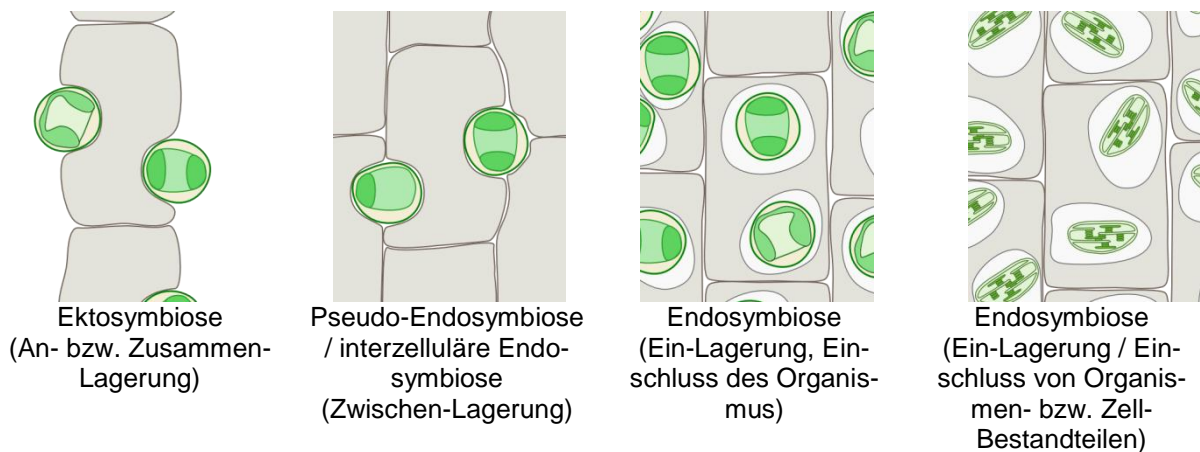 Ektosymbiose
(An- bzw. Zusammen-
Lagerung)
Pseudo-Endosymbiose
/ interzelluläre Endo-
symbiose
(Zwischen-Lagerung)
Endosymbiose
(Ein-Lagerung, Ein-
schluss des Organis-
mus)
Endosymbiose
(Ein-Lagerung / Ein-
schluss von Organis-
men- bzw. Zell-
Bestandteilen)